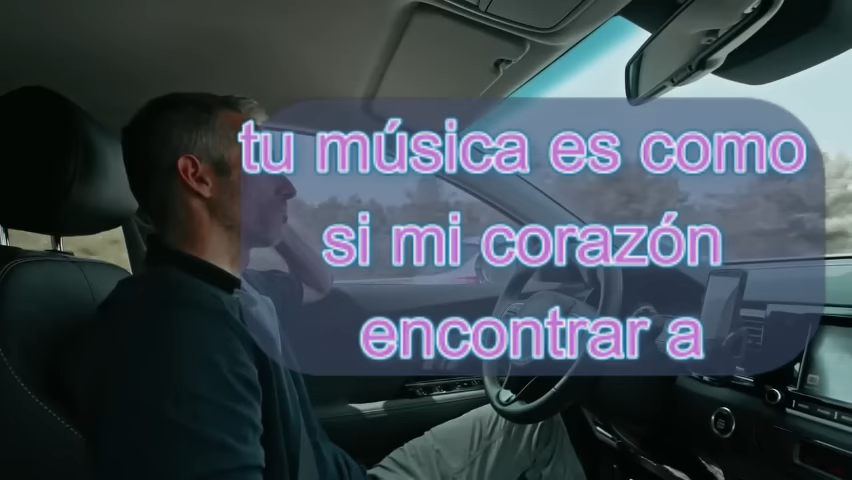 tu música es como
si mi corazón
encontrar a